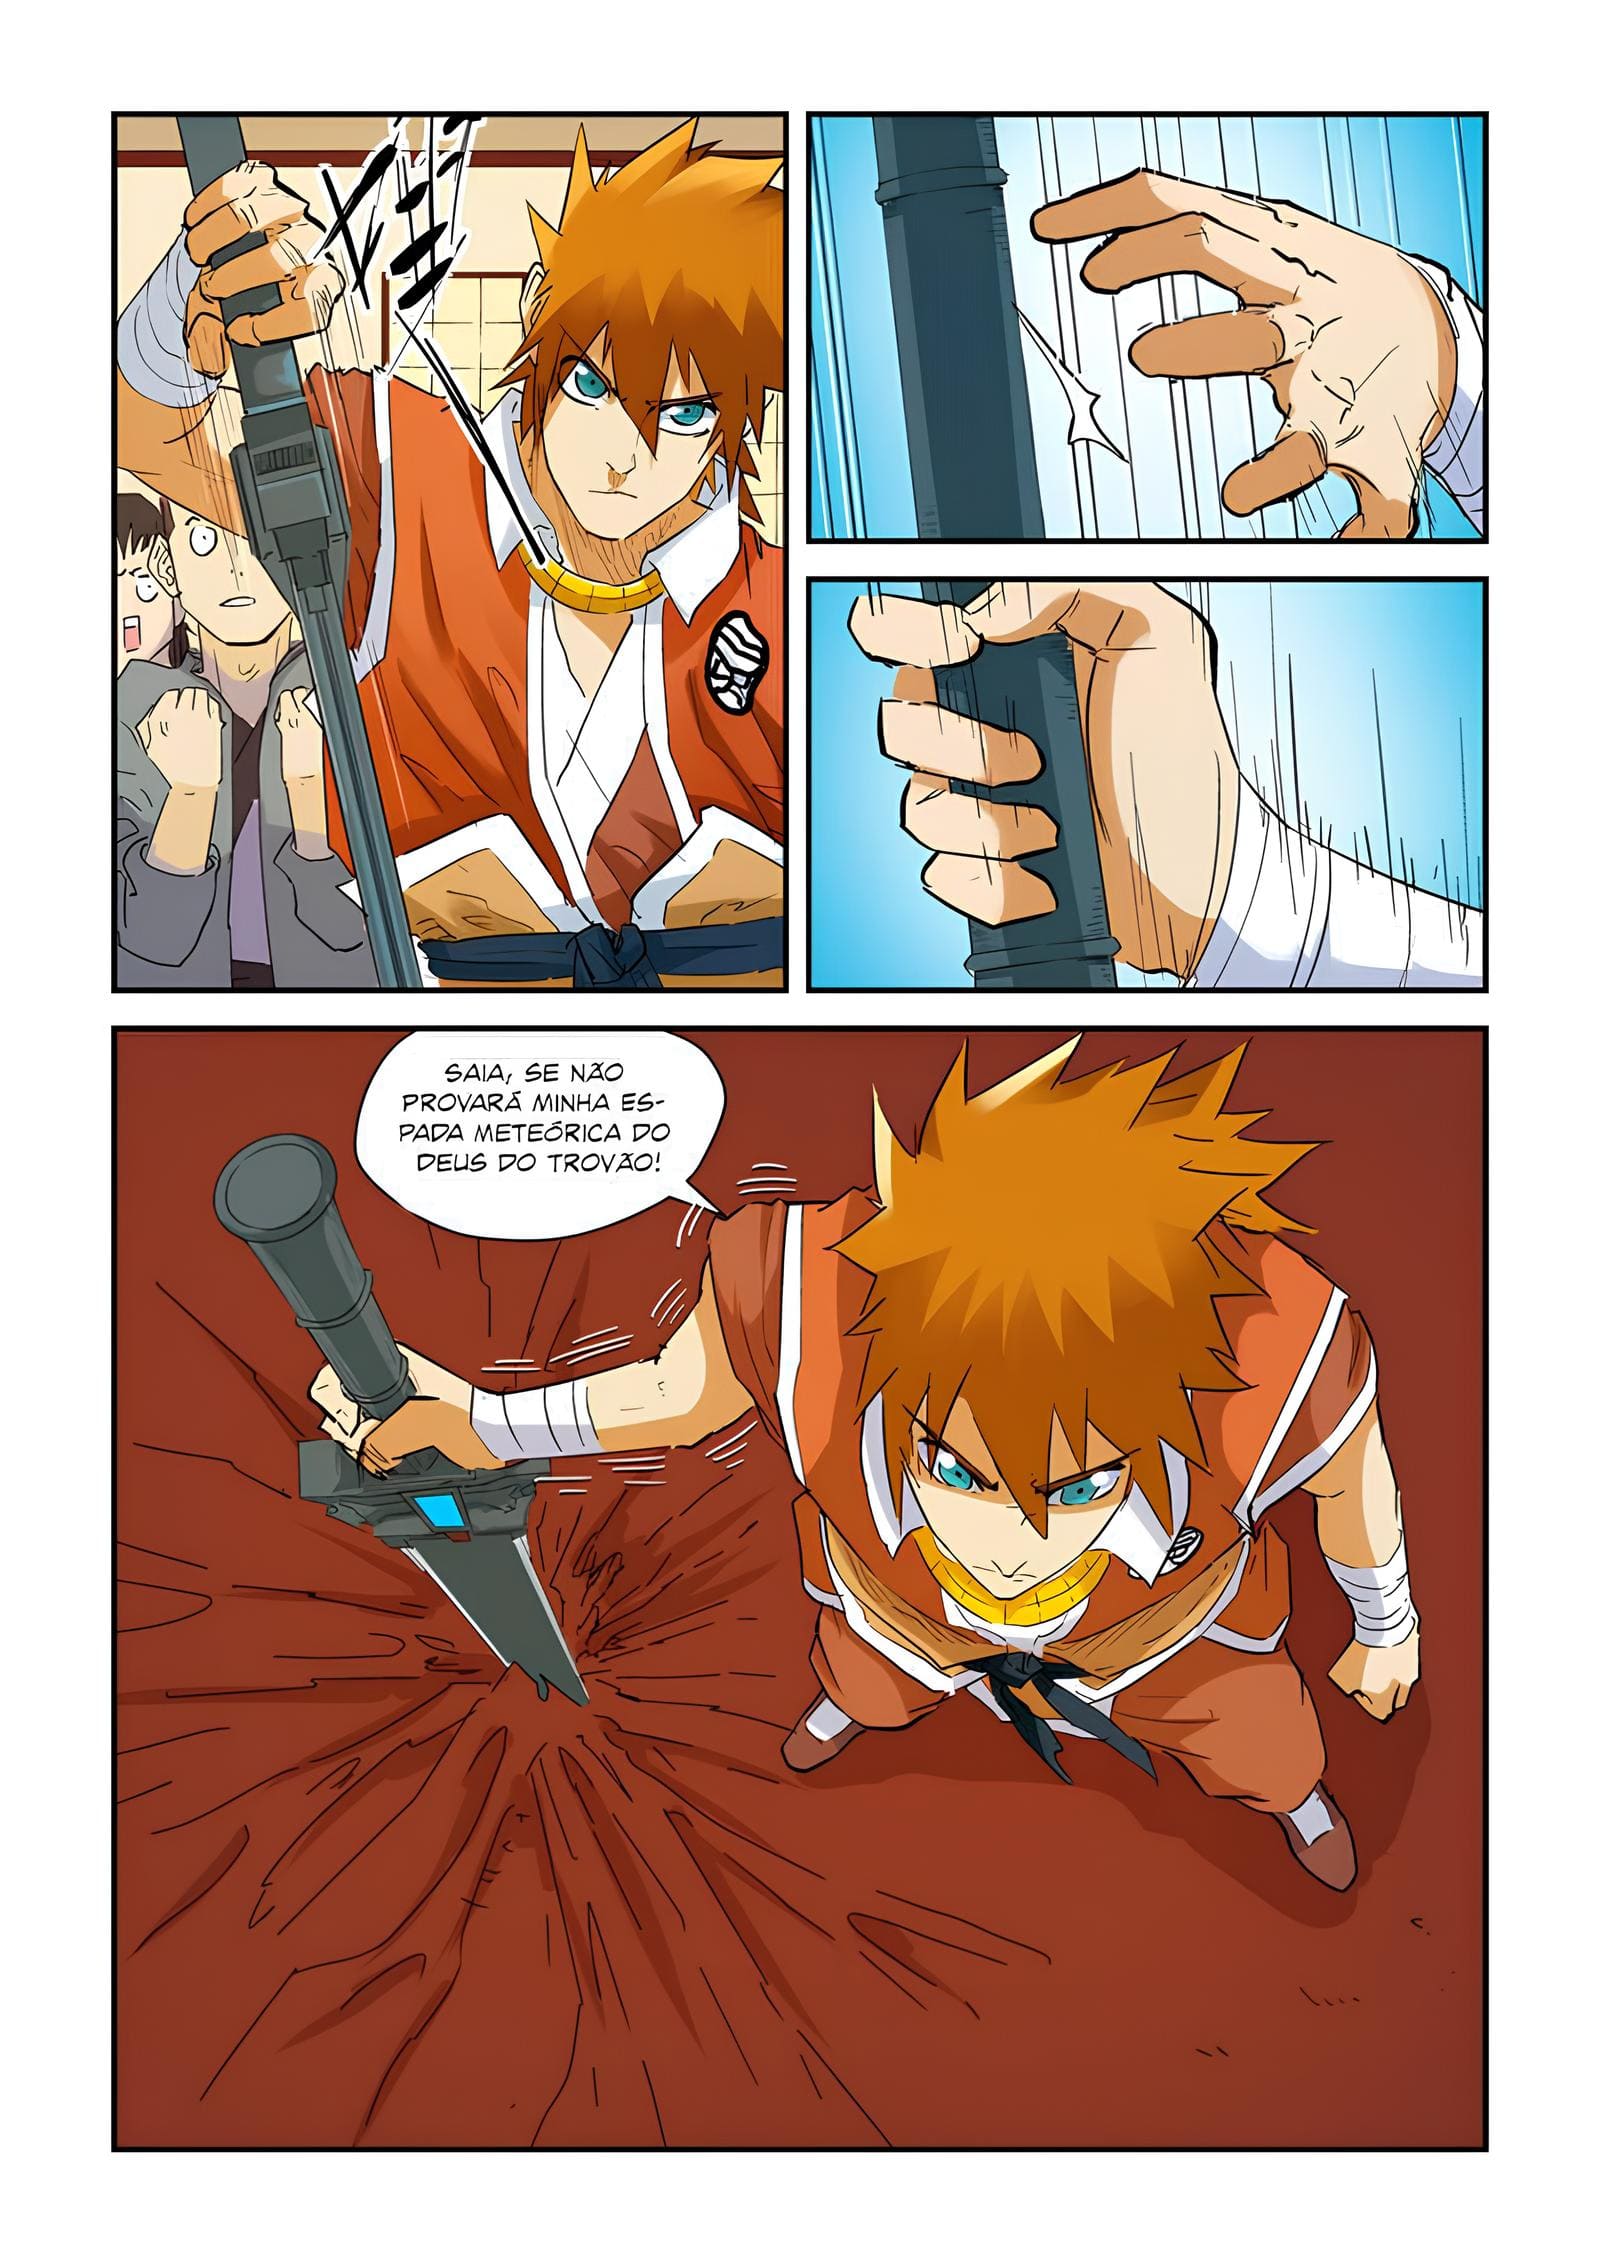 SAIA, SE NÃO
PROVARÁ MINHA ES-
PADA METEÓRICA DO
DEUS DO TROVÃO!